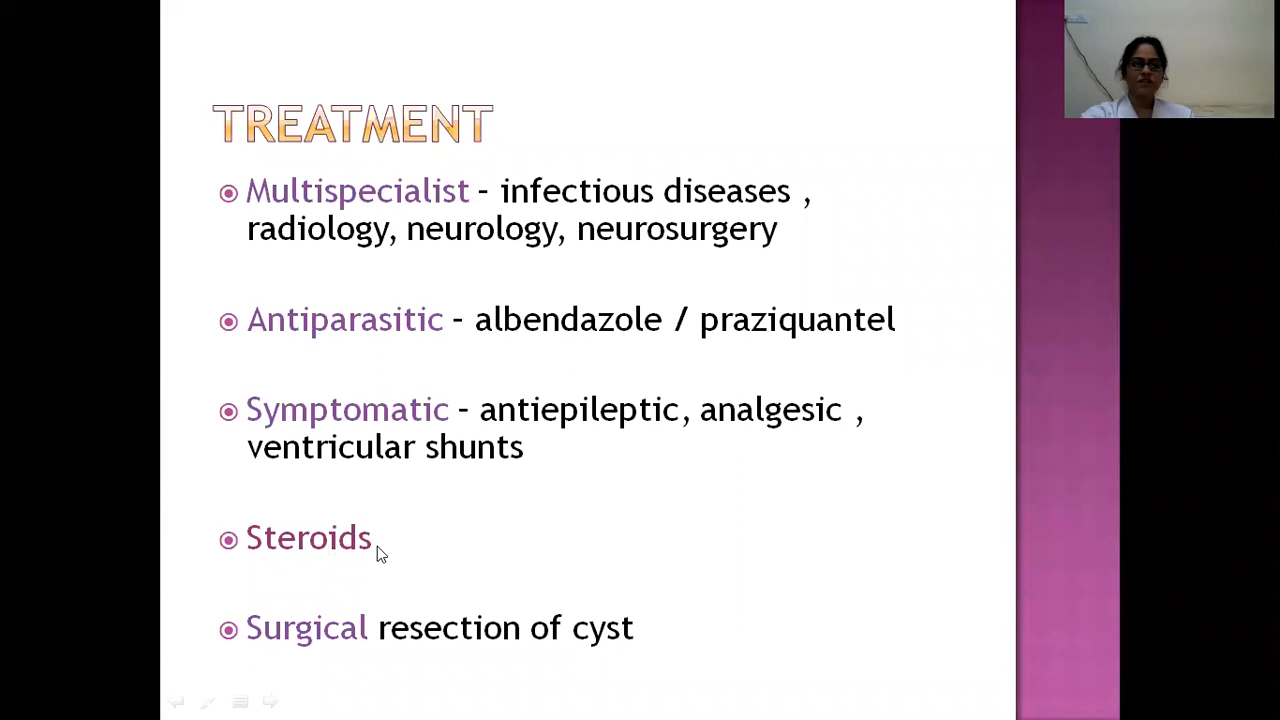 TREATMENT
Multispecialist - infectious diseases ,
radiology, neurology, neurosurgery
Antiparasitic - albendazole / praziquantel
Symptomatic - antiepileptic, analgesic ,
ventricular shunts
Steroids
Surgical resection of cyst